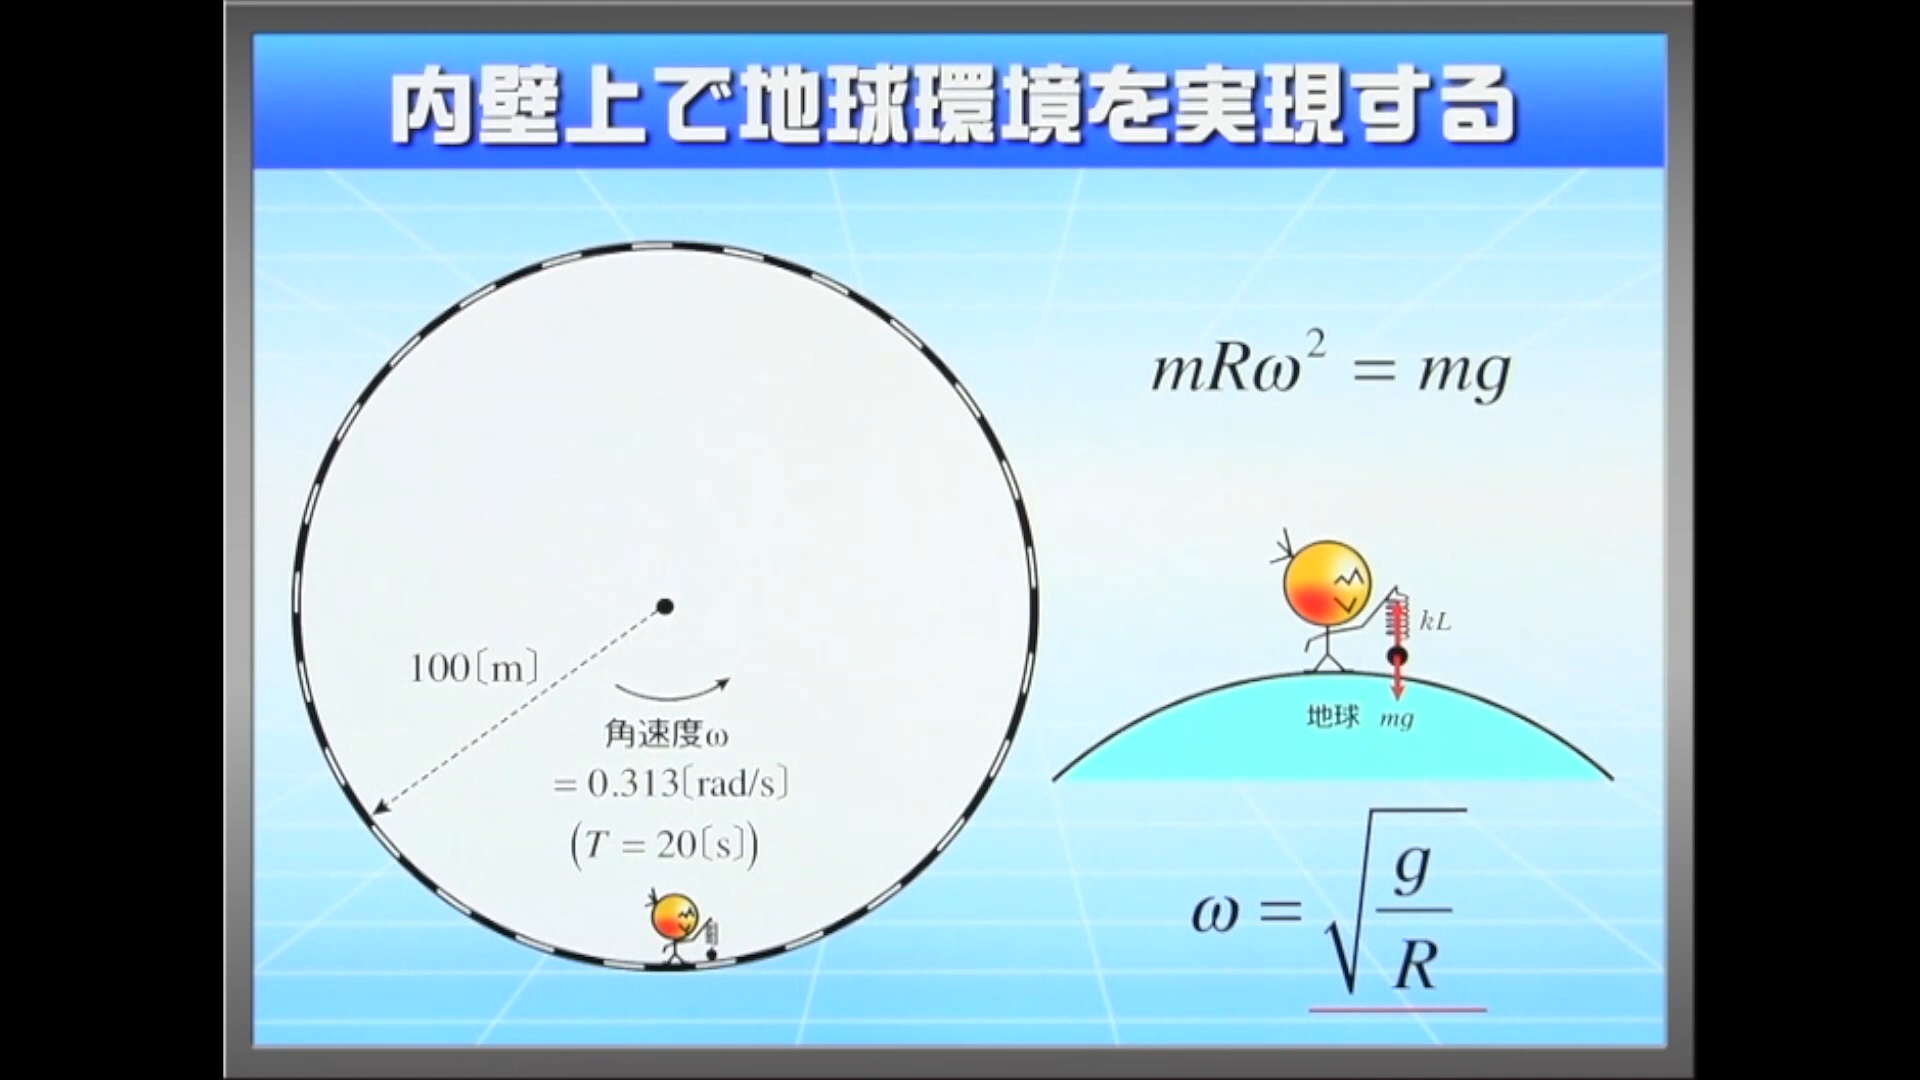 内壁上で地球環境を実現する
mRω² = mg
100〔m〕
角速度ω
= 0.313〔rad/s〕
(T = 20〔s〕)
kL
地球 mg
ω = √(g/R)